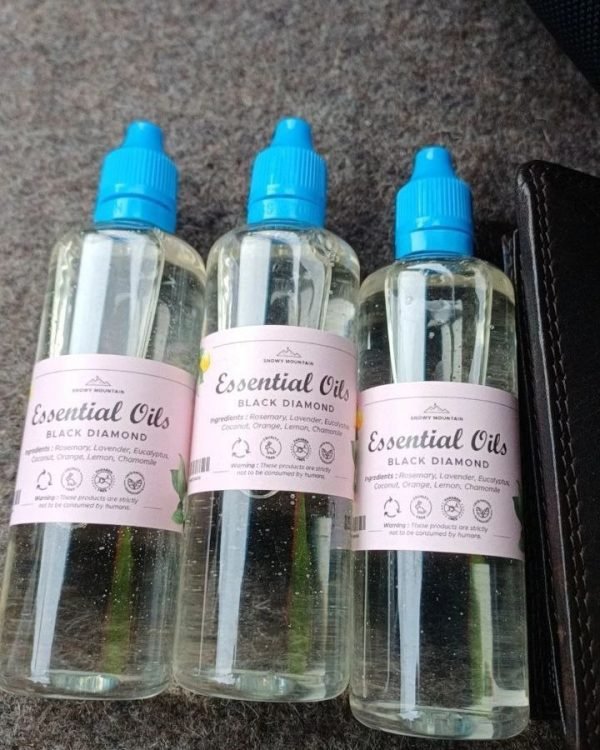 SNOWY MOUNTAIN
Essential Oils
BLACK DIAMOND
Ingredients : Rosemary, Lavender, Eucalyptus,
Coconut, Orange, Lemon, Chamomile
Warning : These products are strictly
not to be consumed by humans.
SNOWY MOUNTAIN
Essential Oils
BLACK DIAMOND
Ingredients : Rosemary, Lavender, Eucalyptus,
Coconut, Orange, Lemon, Chamomile
Warning : These products are strictly
not to be consumed by humans.
SNOWY MOUNTAIN
Essential Oils
BLACK DIAMOND
Ingredients : Rosemary, Lavender, Eucalyptus,
Coconut, Orange, Lemon, Chamomile
Warning : These products are strictly
not to be consumed by humans.